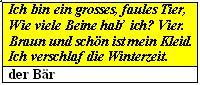 Ich bin ein grosses, faules Tier,
Wie viele Beine hab' ich? Vier.
Braun und schön ist mein Kleid.
Ich verschlaf die Winterzeit.
der Bär